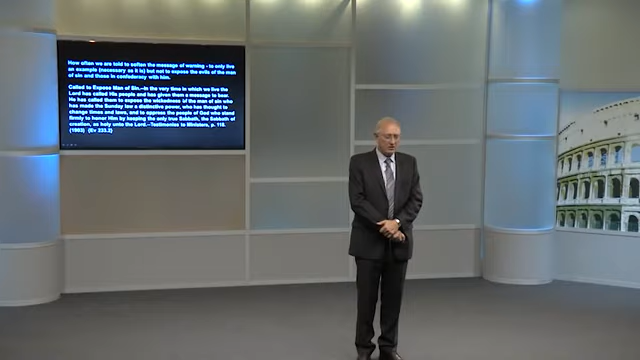 How often we are told to soften the message of warning - to only live
an example (necessary as it is) but not to expose the evils of the man
of sin and those in confederacy with him.
Called to Expose Man of Sin.--In the very time in which we live the
Lord has called His people and has given them a message to bear.
He has called them to expose the wickedness of the man of sin who
has made the Sunday law a distinctive power, who has thought to
change times and laws, and to oppress the people of God who stand
firmly to honor Him by keeping the only true Sabbath, the Sabbath of
creation, as holy unto the Lord.--Testimonies to Ministers, p. 118.
(1903) {Ev 233.2}